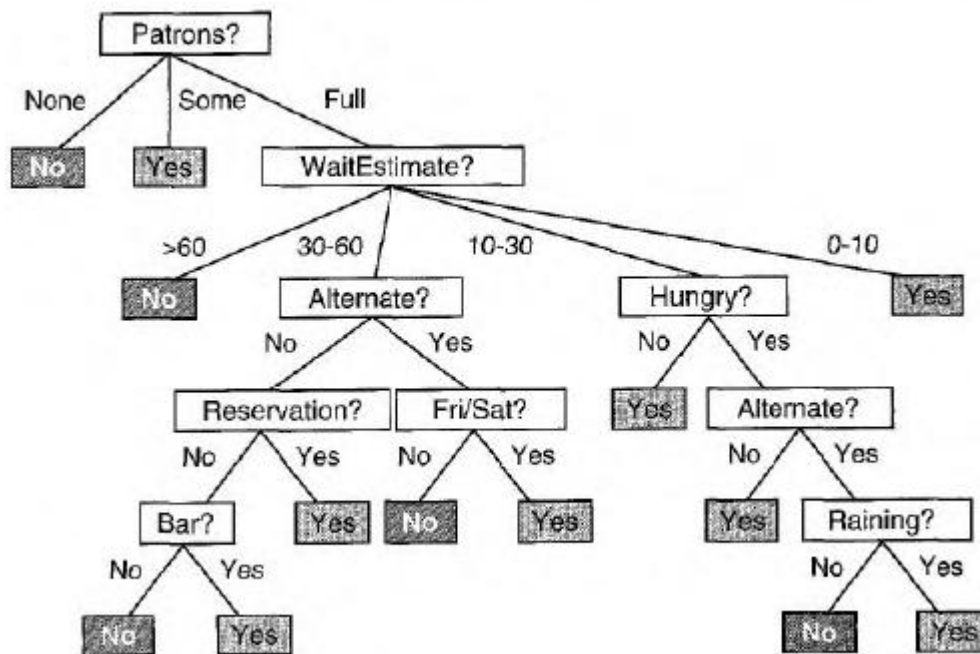 Patrons?
None Some Full
No Yes WaitEstimate?
>60 30-60 10-30 0-10
No Alternate? Hungry? Yes
No Yes No Yes
Reservation? Fri/Sat? Yes Alternate?
No Yes No Yes No Yes
Bar? Yes No Yes Yes Raining?
No Yes No Yes
No Yes No Yes